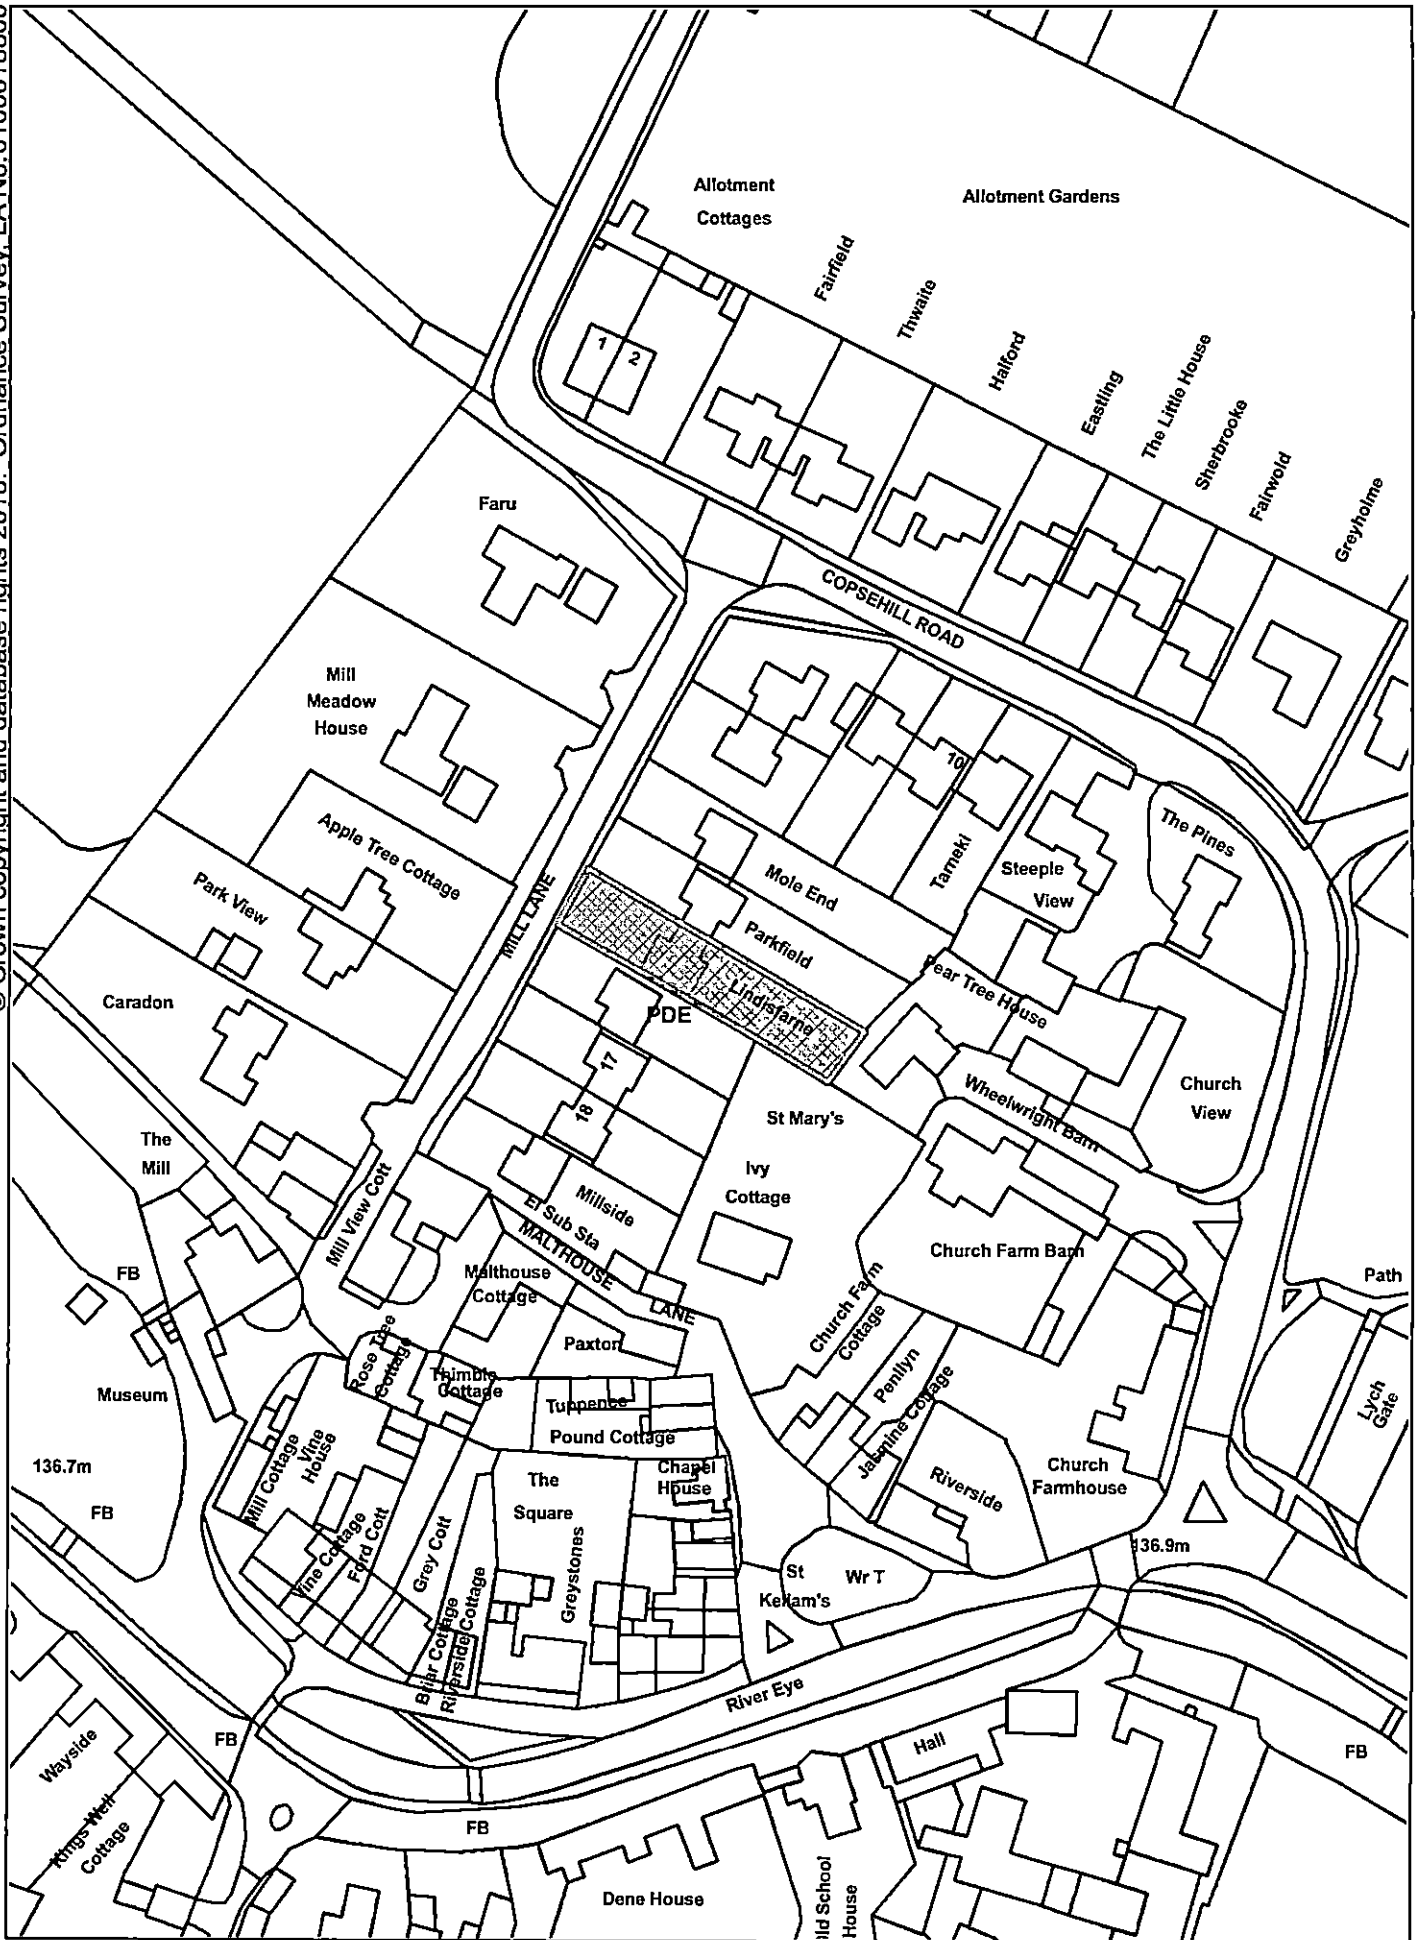 Allotment
Cottages
Allotment Gardens
Fairfield
Thwaite
Halford
Eastling
The Little House
Sherbrooke
Fairwold
Greyholme
1
2
Faru
COPSEHILL ROAD
Mill
Meadow
House
Apple Tree Cottage
Park View
Caradon
MILL LANE
10
Tameki
Steeple
View
The Pines
Mole End
Parkfield
Lindisfarne
PDE
Pear Tree House
Wheelwright Barn
Church
View
17
18
St Mary's
Ivy
Cottage
Millside
El Sub Sta
MALTHOUSE
LANE
The
Mill
Mill View Cott
FB
Malthouse
Cottage
Paxton
Church Farm Barn
Church Farm
Cottage
Penllyn
Jasmine Cottage
Path
Lych
Gate
Rose Tree
Cottage
Thimble
Cottage
Tuppence
Pound Cottage
Museum
136.7m
FB
Mill Cottage
Vine
House
Vine Cottage
Ford Cott
Grey Cott
The
Square
Chapel
House
Riverside
Church
Farmhouse
136.9m
Briar Cottage
Riverside Cottage
Greystones
St
Kenam's
Wr T
River Eye
Wayside
Kings Well
Cottage
FB
FB
Hall
FB
Dene House
House